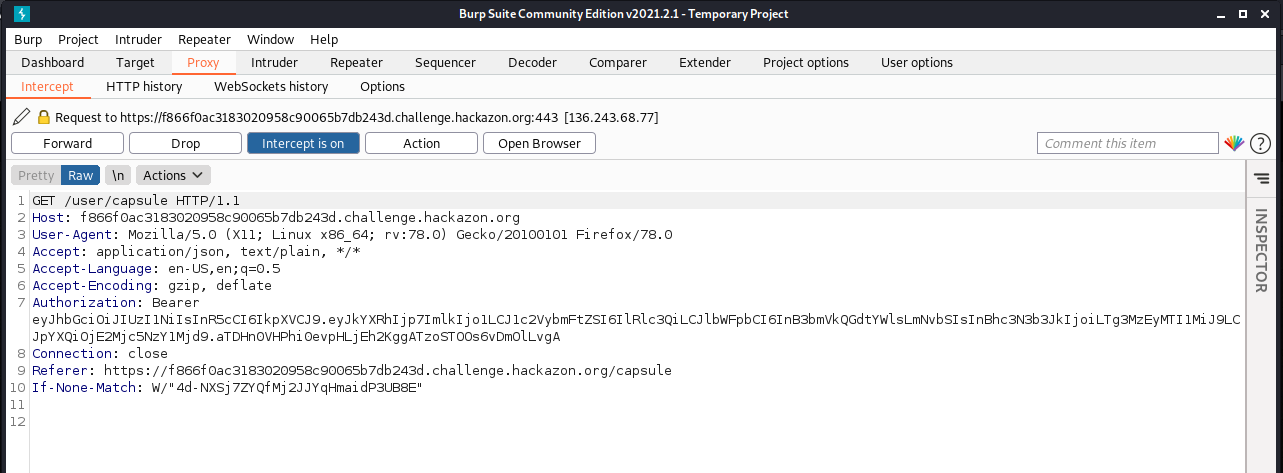 Burp Suite Community Edition v2021.2.1 - Temporary Project
Burp Project Intruder Repeater Window Help
Dashboard Target Proxy Intruder Repeater Sequencer Decoder Comparer Extender Project options User options
Intercept HTTP history WebSockets history Options
Request to https://f866f0ac3183020958c90065b7db243d.challenge.hackazon.org:443 [136.243.68.77]
Forward Drop Intercept is on Action Open Browser Comment this item ?
Pretty Raw \n Actions
1 GET /user/capsule HTTP/1.1
2 Host: f866f0ac3183020958c90065b7db243d.challenge.hackazon.org
3 User-Agent: Mozilla/5.0 (X11; Linux x86_64; rv:78.0) Gecko/20100101 Firefox/78.0
4 Accept: application/json, text/plain, */*
5 Accept-Language: en-US,en;q=0.5
6 Accept-Encoding: gzip, deflate
7 Authorization: Bearer
eyJhbGciOiJIUzI1NiIsInR5cCI6IkpXVCJ9.eyJkYXRhIjp7ImlkIjo1LCJ1c2VybmFtZSI6IlRlc3QiLCJlbWFpbCI6InB3bmVkQGdtYWlsLmNvbSIsInBhc3N3b3JkIjoiLTg3MzEyMTI1MiJ9LC
JpYXQiOjE2Mjc5NzY1Mjd9.aTDHn0VHPhi0evpHLjEh2KggATzoST0Os6vDmOlLvgA
8 Connection: close
9 Referer: https://f866f0ac3183020958c90065b7db243d.challenge.hackazon.org/capsule
10 If-None-Match: W/"4d-NXSj7ZYQfMj2JJYqHmaidP3UB8E"
11
12
INSPECTOR